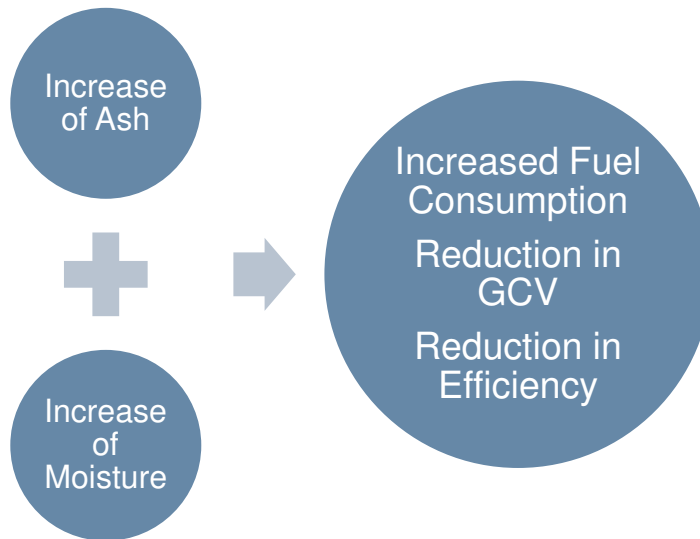 Increase
of Ash
Increase
of
Moisture
Increased Fuel
Consumption
Reduction in
GCV
Reduction in
Efficiency